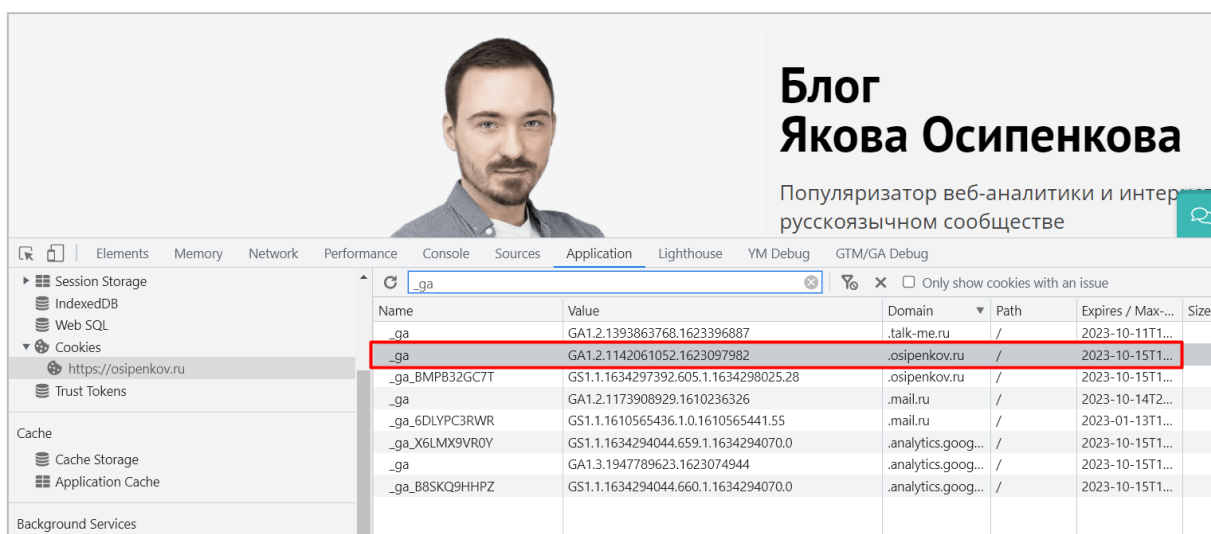 Блог
Якова Осипенкова
Популяризатор веб-аналитики и интернет
русскоязычном сообществе
Elements Memory Network Performance Console Sources Application Lighthouse YM Debug GTM/GA Debug
Session Storage
IndexedDB
Web SQL
Cookies
https://osipenkov.ru
Trust Tokens
Cache
Cache Storage
Application Cache
Background Services
_ga Only show cookies with an issue
Name Value Domain Path Expires / Max-... Size
_ga GA1.2.1393863768.1623396887 .talk-me.ru / 2023-10-11T1...
_ga GA1.2.1142061052.1623097982 .osipenkov.ru / 2023-10-15T1...
_ga_BMPB32GC7T GS1.1.1634297392.605.1.1634298025.28 .osipenkov.ru / 2023-10-15T1...
_ga GA1.2.1173908929.1610236326 .mail.ru / 2023-10-14T2...
_ga_6DLYPC3RWR GS1.1.1610565436.1.0.1610565441.55 .mail.ru / 2023-01-13T1...
_ga_X6LMX9VR0Y GS1.1.1634294044.659.1.1634294070.0 .analytics.goog... / 2023-10-15T1...
_ga GA1.3.1947789623.1623074944 .analytics.goog... / 2023-10-15T1...
_ga_B8SKQ9HHPZ GS1.1.1634294044.660.1.1634294070.0 .analytics.goog... / 2023-10-15T1...